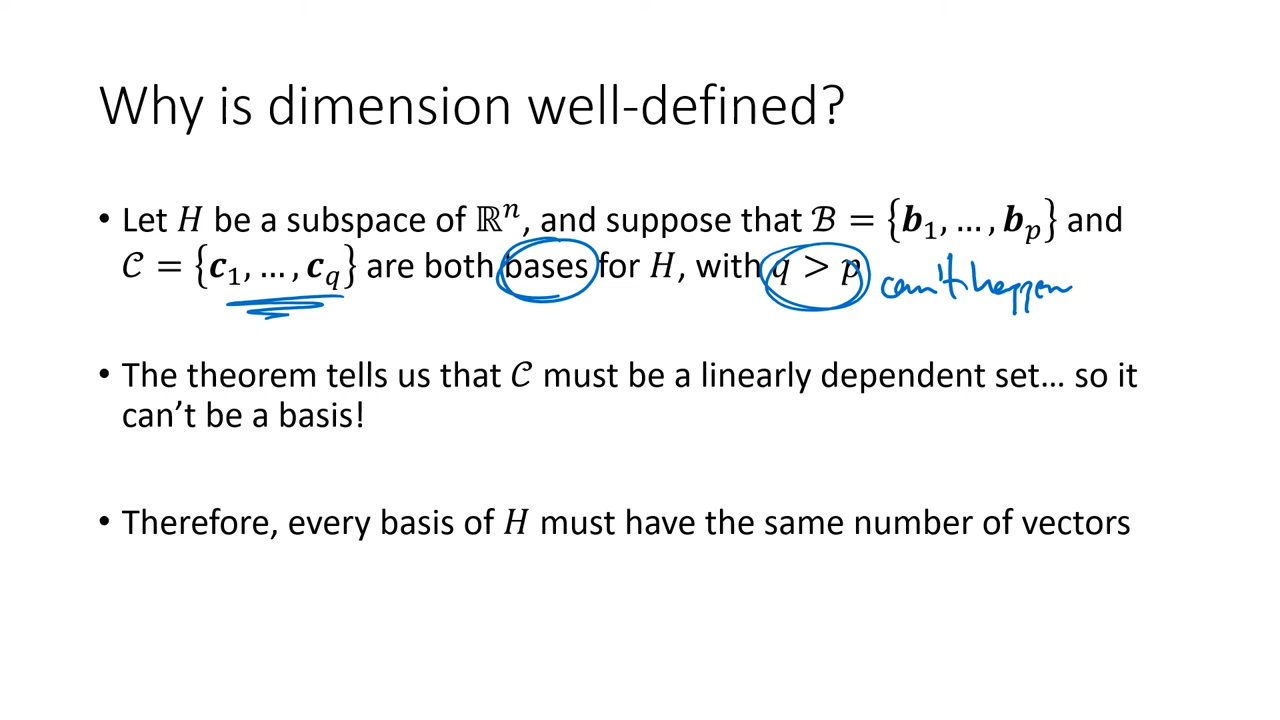 Why is dimension well-defined?
• Let 𝐻 be a subspace of ℝⁿ, and suppose that ℬ = {𝒃₁, … , 𝒃ₚ} and
𝒞 = {𝒄₁, … , 𝒄_q} are both bases for 𝐻, with 𝑞 > 𝑝 can't happen
• The theorem tells us that 𝒞 must be a linearly dependent set… so it
can’t be a basis!
• Therefore, every basis of 𝐻 must have the same number of vectors